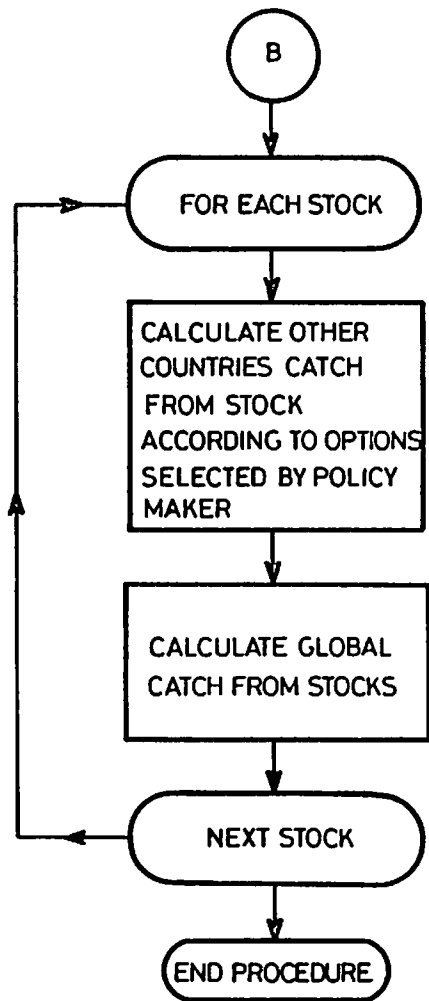 B
FOR EACH STOCK
CALCULATE OTHER
COUNTRIES CATCH
FROM STOCK
ACCORDING TO OPTIONS
SELECTED BY POLICY
MAKER
CALCULATE GLOBAL
CATCH FROM STOCKS
NEXT STOCK
END PROCEDURE